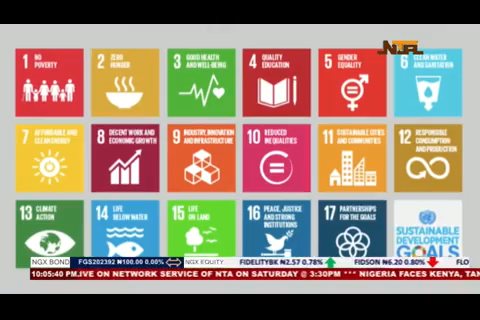 NTA
1 NO
POVERTY
2 ZERO
HUNGER
3 GOOD HEALTH
AND WELL-BEING
4 QUALITY
EDUCATION
5 GENDER
EQUALITY
6 CLEAN WATER
AND SANITATION
7 AFFORDABLE AND
CLEAN ENERGY
8 DECENT WORK AND
ECONOMIC GROWTH
9 INDUSTRY, INNOVATION
AND INFRASTRUCTURE
10 REDUCED
INEQUALITIES
11 SUSTAINABLE CITIES
AND COMMUNITIES
12 RESPONSIBLE
CONSUMPTION
AND PRODUCTION
13 CLIMATE
ACTION
14 LIFE
BELOW WATER
15 LIFE
ON LAND
16 PEACE, JUSTICE
AND STRONG
INSTITUTIONS
17 PARTNERSHIPS
FOR THE GOALS
SUSTAINABLE
DEVELOPMENT
GOALS
NGX BOND FGS202392 ₦100.00 0.00% NGX EQUITY FIDELITYBK ₦2.57 0.78% FIDSON ₦6.20 0.80% FLO
10:05:40 PM LIVE ON NETWORK SERVICE OF NTA ON SATURDAY @ 3:30PM *** NIGERIA FACES KENYA, TAN